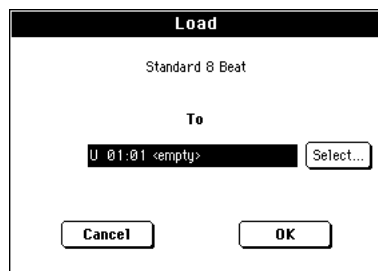 Load
Standard 8 Beat
To
U 01:01 <empty>
Select...
Cancel
OK